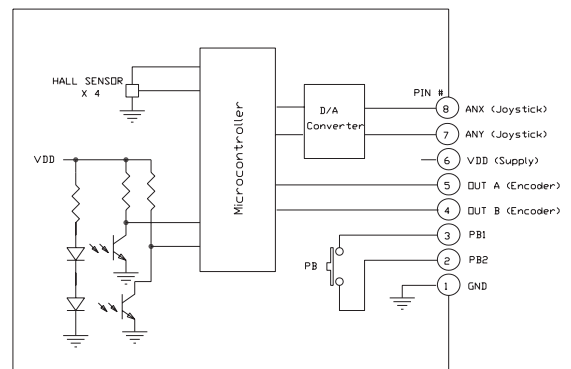 HALL SENSOR
X 4
VDD
Microcontroller
D/A
Converter
PIN #
8 ANX (Joystick)
7 ANY (Joystick)
6 VDD (Supply)
5 OUT A (Encoder)
4 OUT B (Encoder)
3 PB1
PB
2 PB2
1 GND